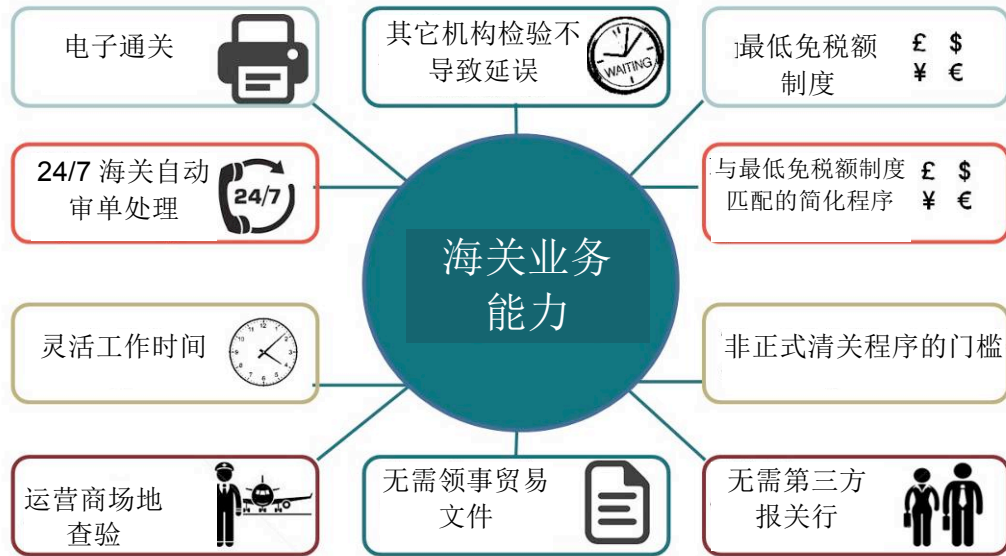 电子通关
其它机构检验不
导致延误
WAITING
最低免税额
制度
£ $
¥ €
24/7 海关自动
审单处理
24/7
与最低免税额制度
匹配的简化程序
£ $
¥ €
海关业务
能力
灵活工作时间
非正式清关程序的门槛
运营商场地
查验
无需领事贸易
文件
无需第三方
报关行